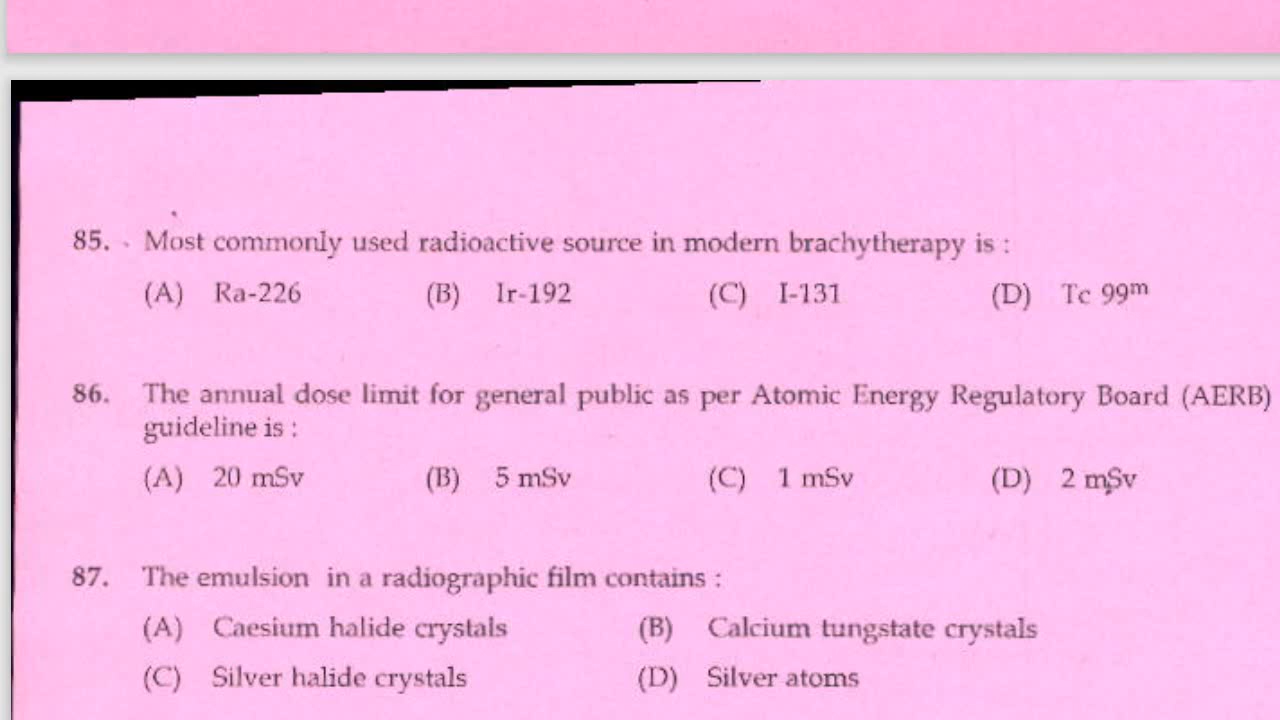 85. Most commonly used radioactive source in modern brachytherapy is :
(A) Ra-226 (B) Ir-192 (C) I-131 (D) Tc 99ᵐ
86. The annual dose limit for general public as per Atomic Energy Regulatory Board (AERB)
guideline is :
(A) 20 mSv (B) 5 mSv (C) 1 mSv (D) 2 mSv
87. The emulsion in a radiographic film contains :
(A) Caesium halide crystals (B) Calcium tungstate crystals
(C) Silver halide crystals (D) Silver atoms